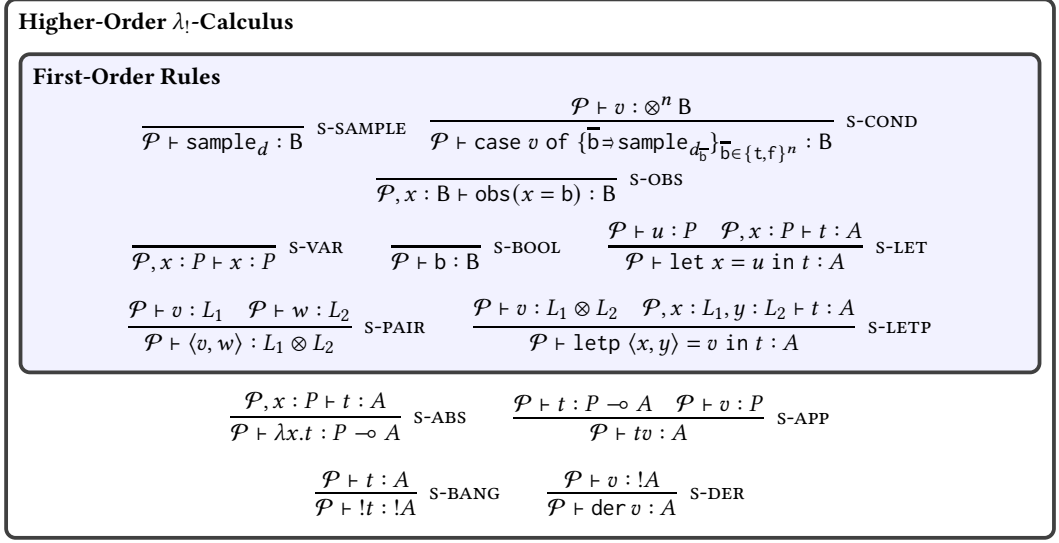 Higher-Order λ!-Calculus
First-Order Rules
𝒫 ⊢ sample_d : B  S-SAMPLE
𝒫 ⊢ v : ⊗^n B
𝒫 ⊢ case v of {b̅ ⇒ sample_{d_b̅}}_{b̅∈{t,f}^n} : B  S-COND
𝒫, x : B ⊢ obs(x = b) : B  S-OBS
𝒫, x : P ⊢ x : P  S-VAR
𝒫 ⊢ b : B  S-BOOL
𝒫 ⊢ u : P  𝒫, x : P ⊢ t : A
𝒫 ⊢ let x = u in t : A  S-LET
𝒫 ⊢ v : L₁  𝒫 ⊢ w : L₂
𝒫 ⊢ ⟨v, w⟩ : L₁ ⊗ L₂  S-PAIR
𝒫 ⊢ v : L₁ ⊗ L₂  𝒫, x : L₁, y : L₂ ⊢ t : A
𝒫 ⊢ letp ⟨x, y⟩ = v in t : A  S-LETP
𝒫, x : P ⊢ t : A
𝒫 ⊢ λx.t : P ⊸ A  S-ABS
𝒫 ⊢ t : P ⊸ A  𝒫 ⊢ v : P
𝒫 ⊢ tv : A  S-APP
𝒫 ⊢ t : A
𝒫 ⊢ !t : !A  S-BANG
𝒫 ⊢ v : !A
𝒫 ⊢ der v : A  S-DER